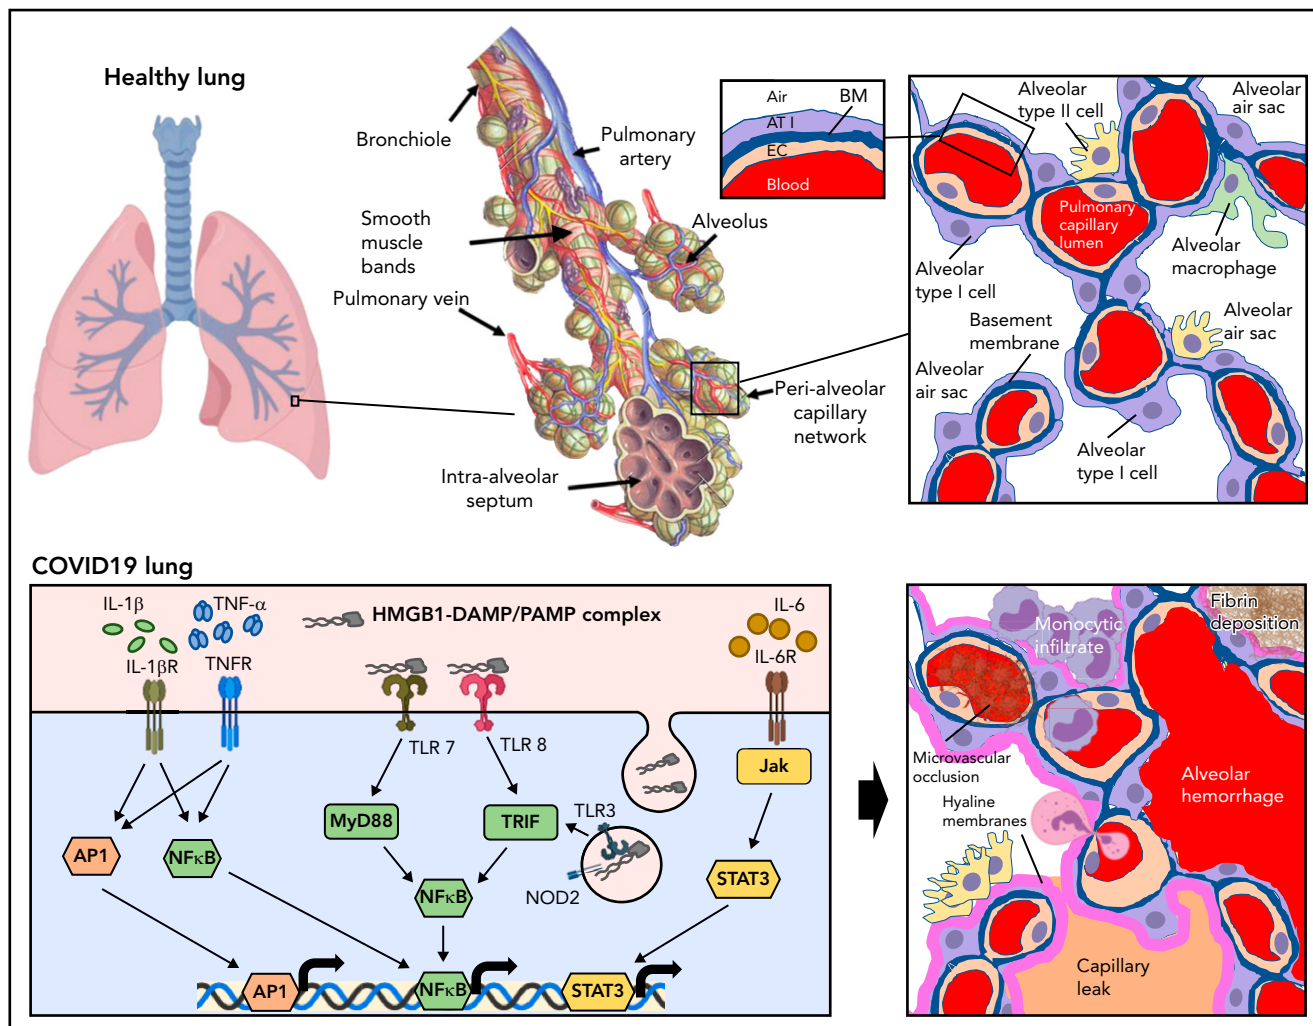 Healthy lung
Bronchiole
Pulmonary
artery
Smooth
muscle
bands
Alveolus
Pulmonary vein
Peri-alveolar
capillary
network
Intra-alveolar
septum
Air
BM
AT I
EC
Blood
Alveolar
type II cell
Alveolar
air sac
Pulmonary
capillary
lumen
Alveolar
macrophage
Alveolar
type I cell
Basement
membrane
Alveolar
air sac
Alveolar
air sac
Alveolar
type I cell
COVID19 lung
IL-1β
TNF-α
HMGB1-DAMP/PAMP complex
IL-6
IL-1βR
TNFR
IL-6R
TLR 7
TLR 8
Jak
MyD88
TRIF
TLR3
AP1
NFκB
NOD2
NFκB
STAT3
AP1
NFκB
STAT3
Monocytic
infiltrate
Fibrin
deposition
Microvascular
occlusion
Alveolar
hemorrhage
Hyaline
membranes
Capillary
leak